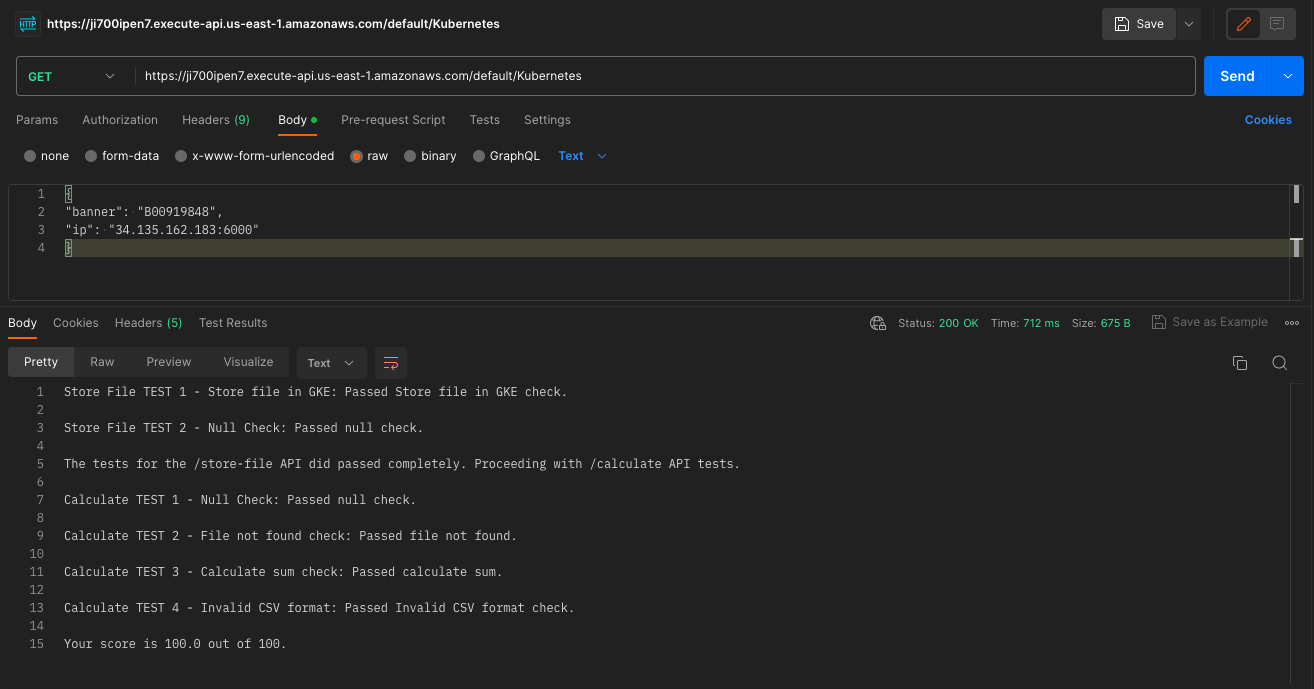 HTTP https://ji700ipen7.execute-api.us-east-1.amazonaws.com/default/Kubernetes Save
GET https://ji700ipen7.execute-api.us-east-1.amazonaws.com/default/Kubernetes Send
Params Authorization Headers (9) Body Pre-request Script Tests Settings Cookies
none form-data x-www-form-urlencoded raw binary GraphQL Text
1 {
2 "banner": "B00919848",
3 "ip": "34.135.162.183:6000"
4 }
Body Cookies Headers (5) Test Results Status: 200 OK Time: 712 ms Size: 675 B Save as Example
Pretty Raw Preview Visualize Text
1 Store File TEST 1 - Store file in GKE: Passed Store file in GKE check.
2
3 Store File TEST 2 - Null Check: Passed null check.
4
5 The tests for the /store-file API did passed completely. Proceeding with /calculate API tests.
6
7 Calculate TEST 1 - Null Check: Passed null check.
8
9 Calculate TEST 2 - File not found check: Passed file not found.
10
11 Calculate TEST 3 - Calculate sum check: Passed calculate sum.
12
13 Calculate TEST 4 - Invalid CSV format: Passed Invalid CSV format check.
14
15 Your score is 100.0 out of 100.